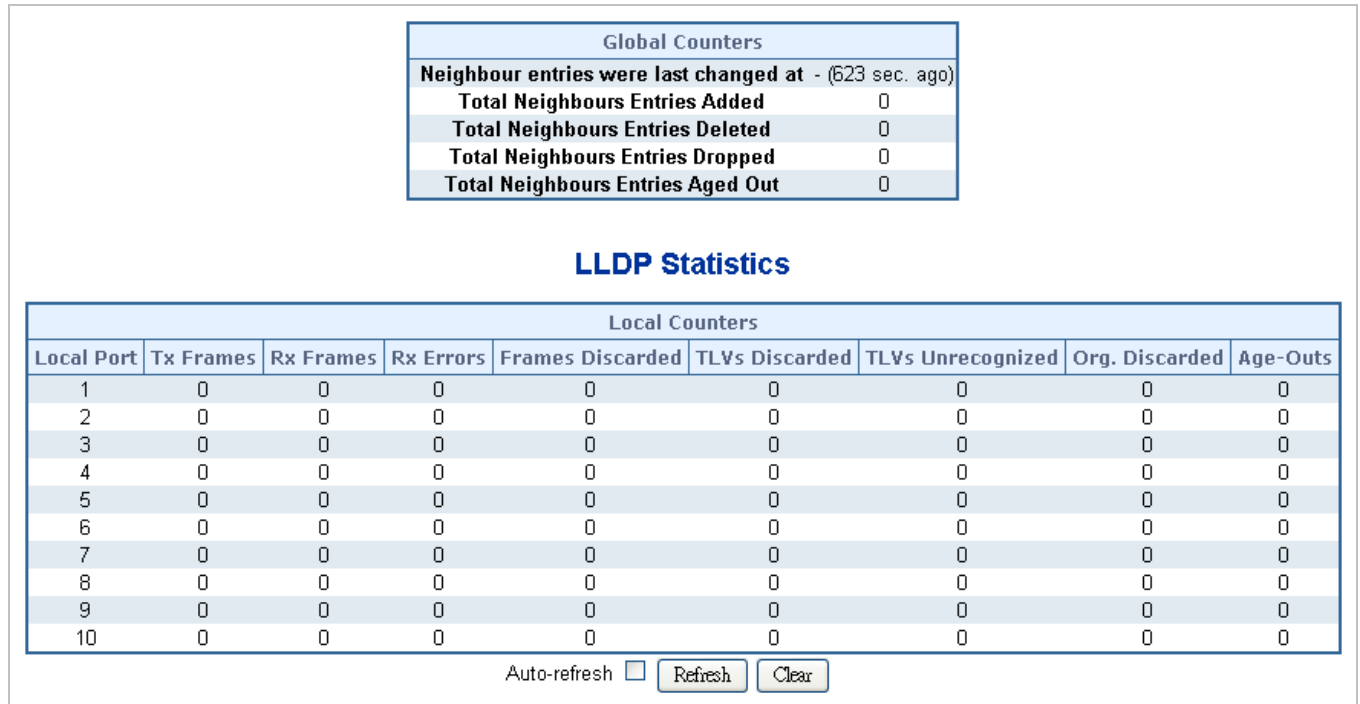 Global Counters
Neighbour entries were last changed at - (623 sec. ago)
Total Neighbours Entries Added 0
Total Neighbours Entries Deleted 0
Total Neighbours Entries Dropped 0
Total Neighbours Entries Aged Out 0
LLDP Statistics
Local Counters
Local Port Tx Frames Rx Frames Rx Errors Frames Discarded TLVs Discarded TLVs Unrecognized Org. Discarded Age-Outs
1 0 0 0 0 0 0 0 0
2 0 0 0 0 0 0 0 0
3 0 0 0 0 0 0 0 0
4 0 0 0 0 0 0 0 0
5 0 0 0 0 0 0 0 0
6 0 0 0 0 0 0 0 0
7 0 0 0 0 0 0 0 0
8 0 0 0 0 0 0 0 0
9 0 0 0 0 0 0 0 0
10 0 0 0 0 0 0 0 0
Auto-refresh Refresh Clear